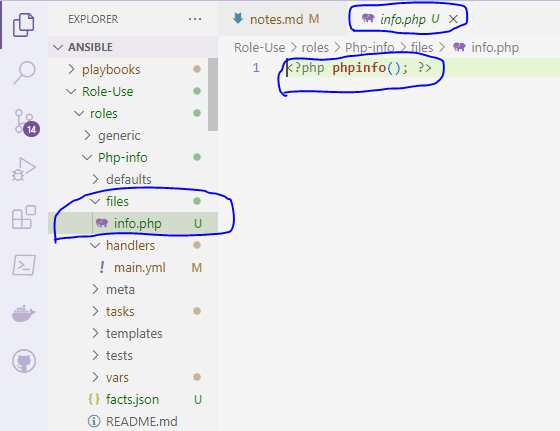 EXPLORER ...
ANSIBLE
playbooks
Role-Use
roles
generic
Php-info
defaults
files
info.php U
handlers
main.yml M
meta
tasks
templates
tests
vars
{} facts.json U
README.md
14
notes.md M
info.php U
Role-Use > roles > Php-info > files > info.php
1 <?php phpinfo(); ?>